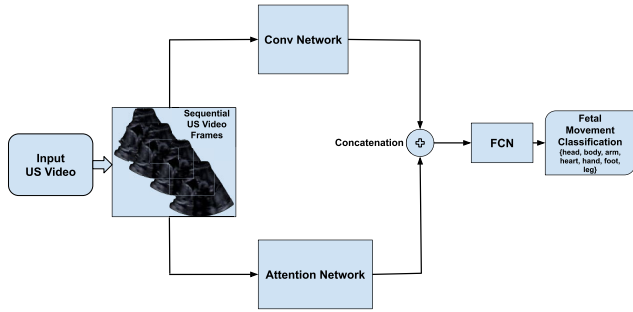 Conv Network
Sequential
US Video
Frames
Input
US Video
Concatenation
FCN
Fetal
Movement
Classification
{head, body, arm,
heart, hand, foot,
leg}
Attention Network